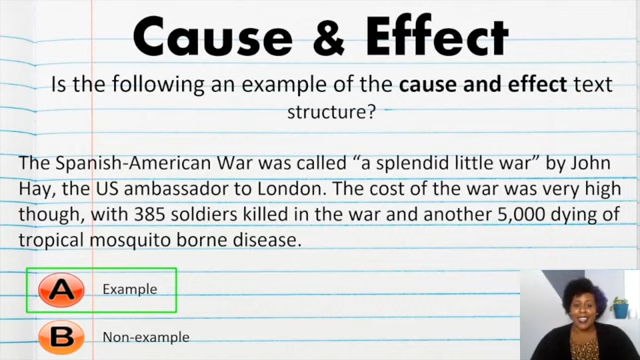 Cause & Effect
Is the following an example of the cause and effect text
structure?
The Spanish-American War was called “a splendid little war” by John
Hay, the US ambassador to London. The cost of the war was very high
though, with 385 soldiers killed in the war and another 5,000 dying of
tropical mosquito borne disease.
A Example
B Non-example